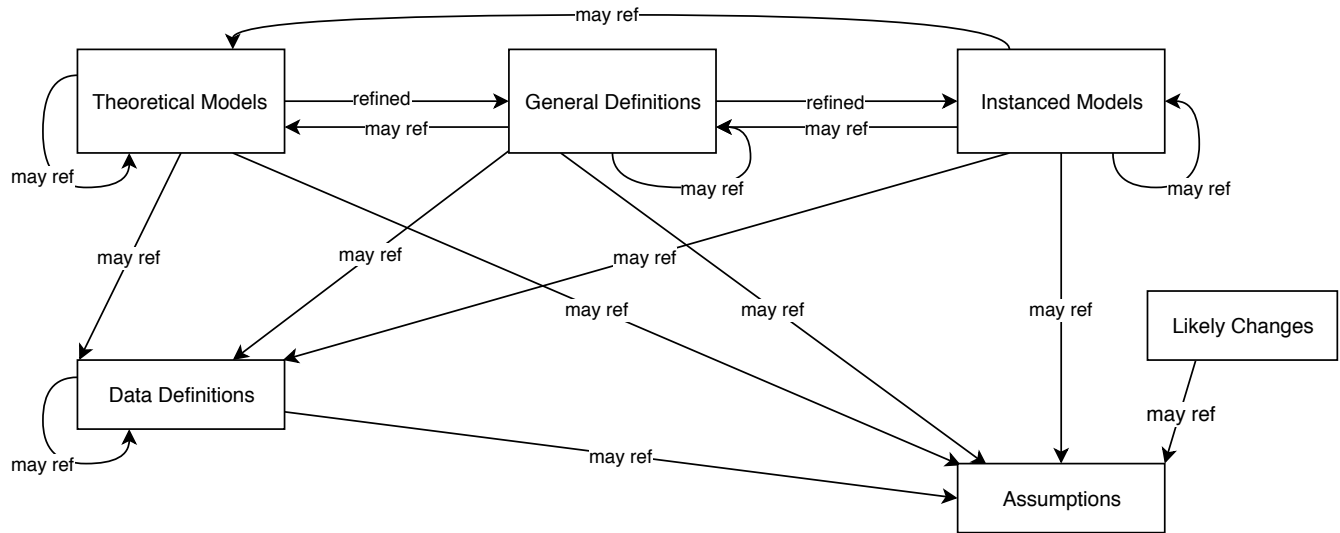 may ref
Theoretical Models
refined
General Definitions
refined
Instanced Models
may ref
may ref
may ref
may ref
may ref
may ref
may ref
may ref
may ref
may ref
may ref
may ref
Likely Changes
Data Definitions
may ref
may ref
may ref
Assumptions